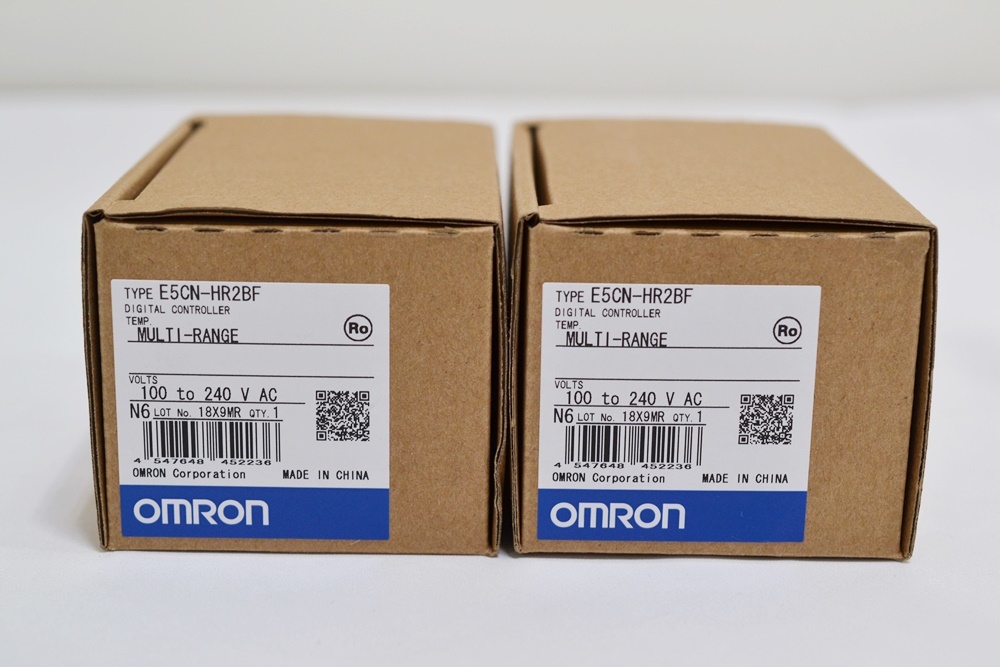 TYPE E5CN-HR2BF
DIGITAL CONTROLLER
TEMP.
MULTI-RANGE
Ro
VOLTS
100 to 240 V AC
N6 LOT No. 18X9MR QTY. 1
4 547648 452236
OMRON Corporation MADE IN CHINA
OMRON
TYPE E5CN-HR2BF
DIGITAL CONTROLLER
TEMP.
MULTI-RANGE
Ro
VOLTS
100 to 240 V AC
N6 LOT No. 18X9MR QTY. 1
4 547648 452236
OMRON Corporation MADE IN CHINA
OMRON